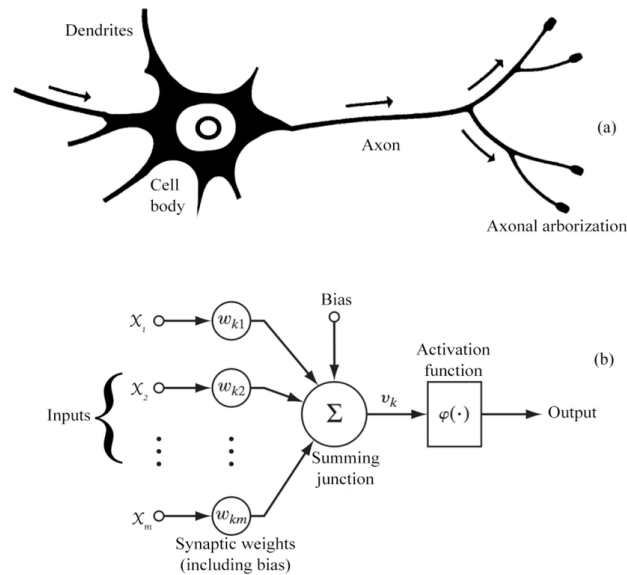 Dendrites
(a)
Axon
Cell
body
Axonal arborization
Bias
x₁
wₖ₁
Activation
function
(b)
Inputs
x₂
wₖ₂
Σ
vₖ
φ(·)
Output
Summing
junction
xₘ
wₖₘ
Synaptic weights
(including bias)